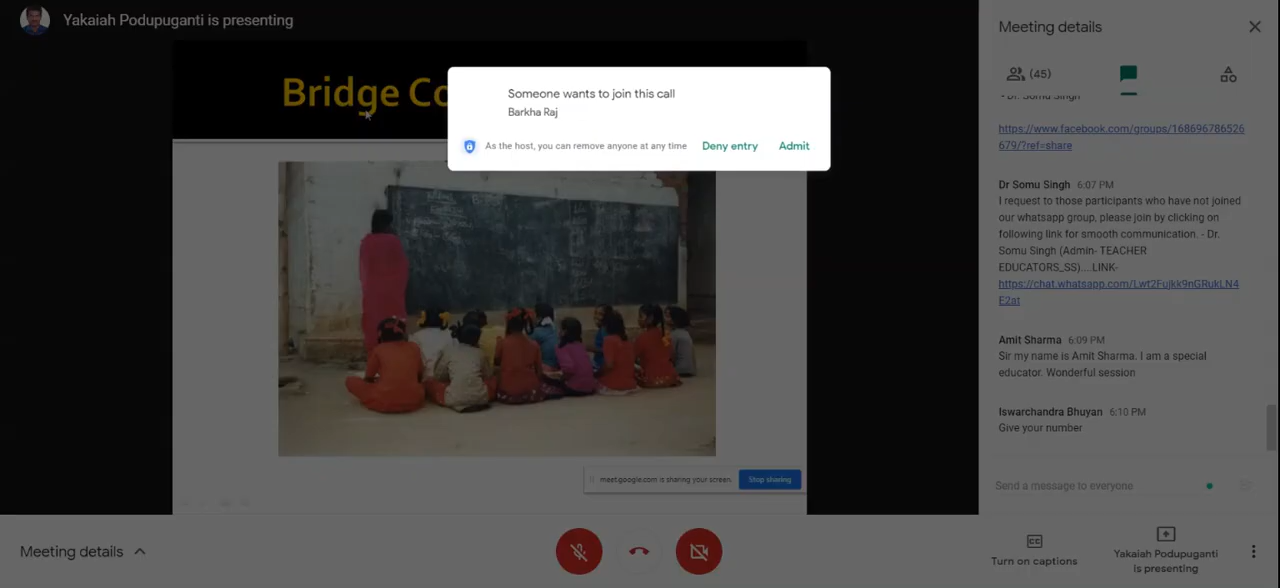 Yakaiah Podupuganti is presenting
Bridge Co
Someone wants to join this call
Barkha Raj
As the host, you can remove anyone at any time
Deny entry
Admit
meet.google.com is sharing your screen.
Stop sharing
Meeting details
(45)
- Dr. Somu Singh
https://www.facebook.com/groups/168696786526
679/?ref=share
Dr Somu Singh 6:07 PM
I request to those participants who have not joined
our whatsapp group, please join by clicking on
following link for smooth communication. - Dr.
Somu Singh (Admin- TEACHER
EDUCATORS_SS)....LINK-
https://chat.whatsapp.com/Lwt2Fujkk9nGRukLN4
E2at
Amit Sharma 6:09 PM
Sir my name is Amit Sharma. I am a special
educator. Wonderful session
Iswarchandra Bhuyan 6:10 PM
Give your number
Send a message to everyone
Meeting details
CC
Turn on captions
Yakaiah Podupuganti
is presenting